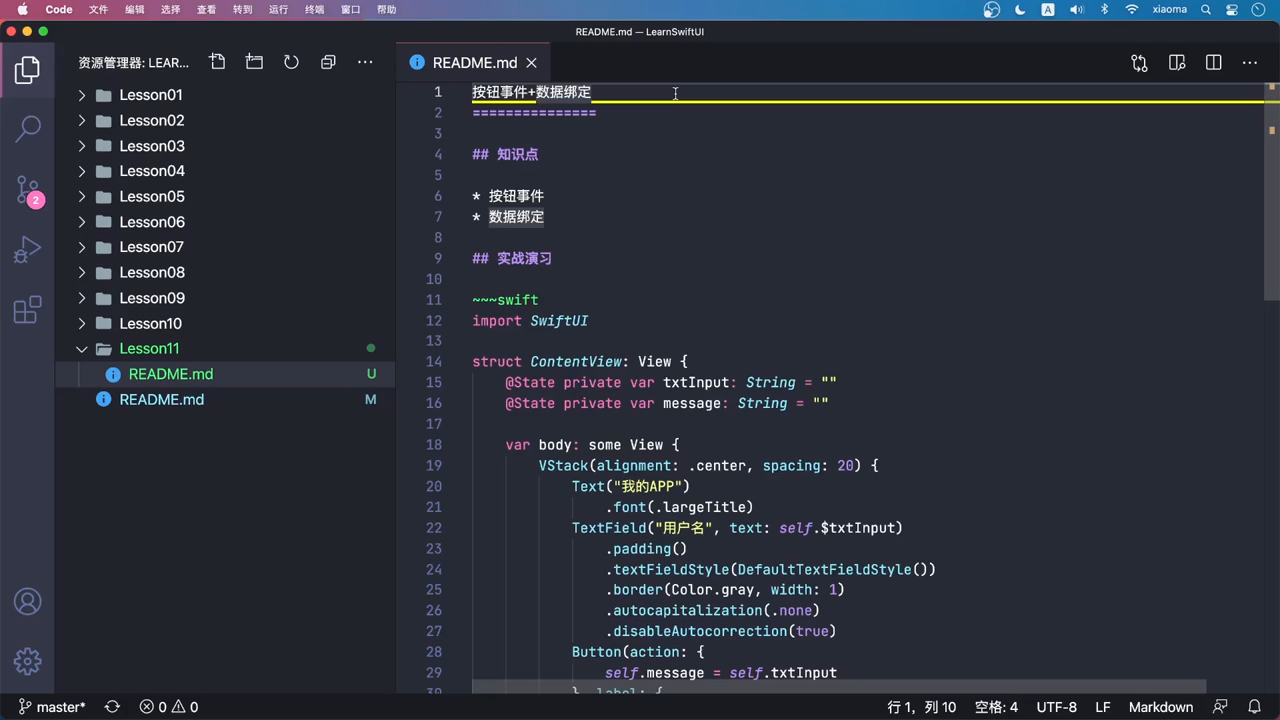 Code 文件 编辑 选择 查看 转到 运行 终端 窗口 帮助 A xiaoma
README.md — LearnSwiftUI
资源管理器: LEAR... ...
README.md
Lesson01
Lesson02
Lesson03
Lesson04
Lesson05
Lesson06
Lesson07
Lesson08
Lesson09
Lesson10
Lesson11
README.md U
README.md M
2
1 按钮事件+数据绑定
2 ===============
3
4 ## 知识点
5
6 * 按钮事件
7 * 数据绑定
8
9 ## 实战演习
10
11 ~~~swift
12 import SwiftUI
13
14 struct ContentView: View {
15 @State private var txtInput: String = ""
16 @State private var message: String = ""
17
18 var body: some View {
19 VStack(alignment: .center, spacing: 20) {
20 Text("我的APP")
21 .font(.largeTitle)
22 TextField("用户名", text: self.$txtInput)
23 .padding()
24 .textFieldStyle(DefaultTextFieldStyle())
25 .border(Color.gray, width: 1)
26 .autocapitalization(.none)
27 .disableAutocorrection(true)
28 Button(action: {
29 self.message = self.txtInput
30 }, label: {
master* 0 0 行 1，列 10 空格: 4 UTF-8 LF Markdown